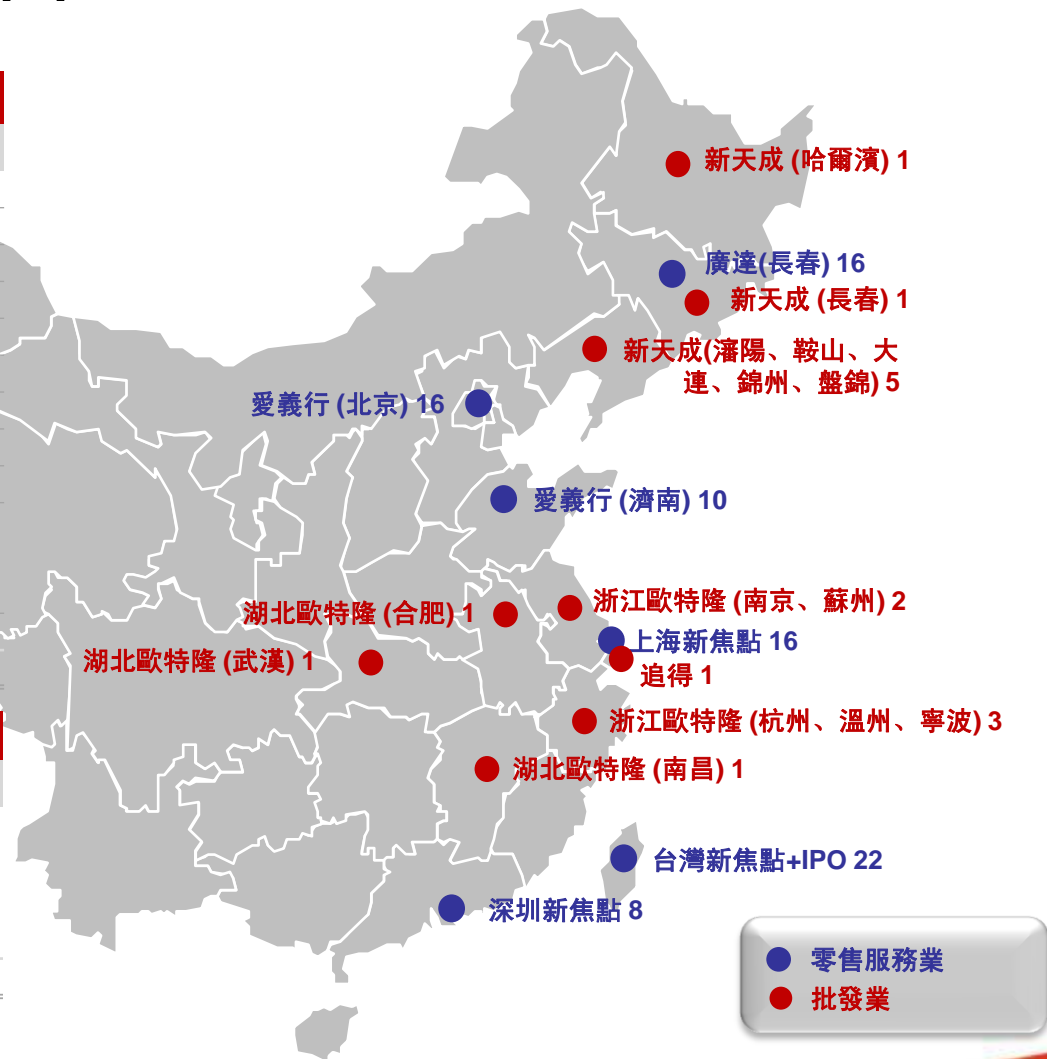 新天成 (哈爾濱) 1
廣達(長春) 16
新天成 (長春) 1
新天成(瀋陽、鞍山、大
連、錦州、盤錦) 5
愛義行 (北京) 16
愛義行 (濟南) 10
浙江歐特隆 (南京、蘇州) 2
湖北歐特隆 (合肥) 1
上海新焦點 16
湖北歐特隆 (武漢) 1
追得 1
浙江歐特隆 (杭州、溫州、寧波) 3
湖北歐特隆 (南昌) 1
台灣新焦點+IPO 22
深圳新焦點 8
零售服務業
批發業